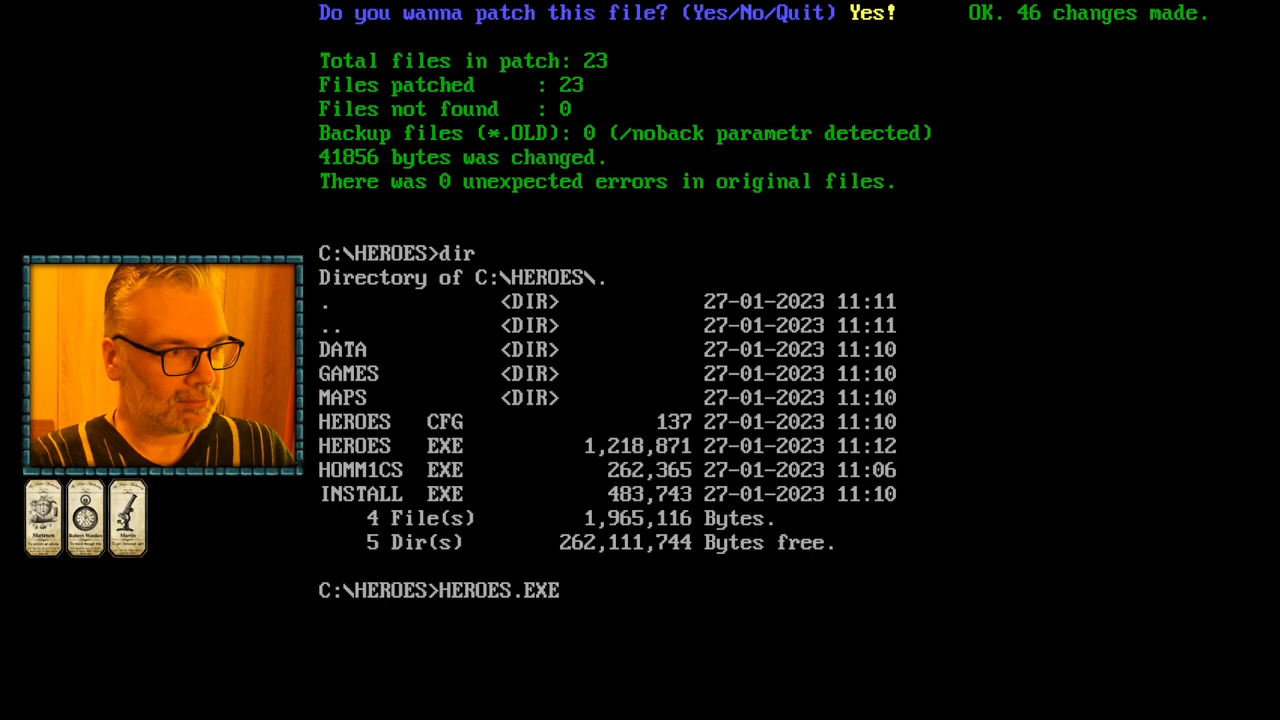 Do you wanna patch this file? (Yes/No/Quit) Yes!      OK. 46 changes made.
Total files in patch: 23
Files patched     : 23
Files not found   : 0
Backup files (*.OLD): 0 (/noback parametr detected)
41856 bytes was changed.
There was 0 unexpected errors in original files.
C:\HEROES>dir
Directory of C:\HEROES\.
.              <DIR>            27-01-2023 11:11
..             <DIR>            27-01-2023 11:11
DATA           <DIR>            27-01-2023 11:10
GAMES          <DIR>            27-01-2023 11:10
MAPS           <DIR>            27-01-2023 11:10
HEROES   CFG                137 27-01-2023 11:10
HEROES   EXE          1,218,871 27-01-2023 11:12
HOMM1CS  EXE            262,365 27-01-2023 11:06
INSTALL  EXE            483,743 27-01-2023 11:10
4 File(s)         1,965,116 Bytes.
5 Dir(s)        262,111,744 Bytes free.
C:\HEROES>HEROES.EXE
Martin